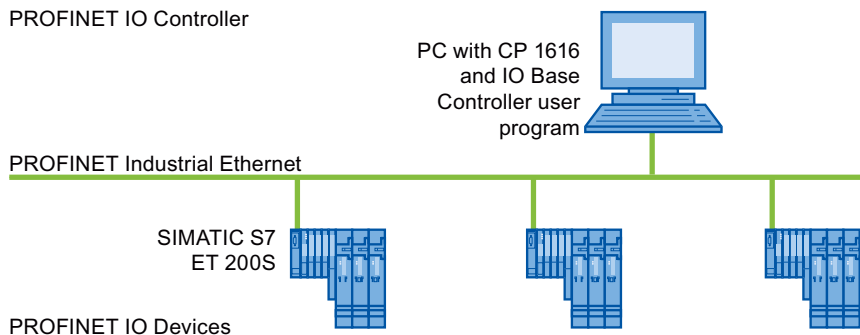 PROFINET IO Controller
PC with CP 1616
and IO Base
Controller user
program
PROFINET Industrial Ethernet
SIMATIC S7
ET 200S
PROFINET IO Devices